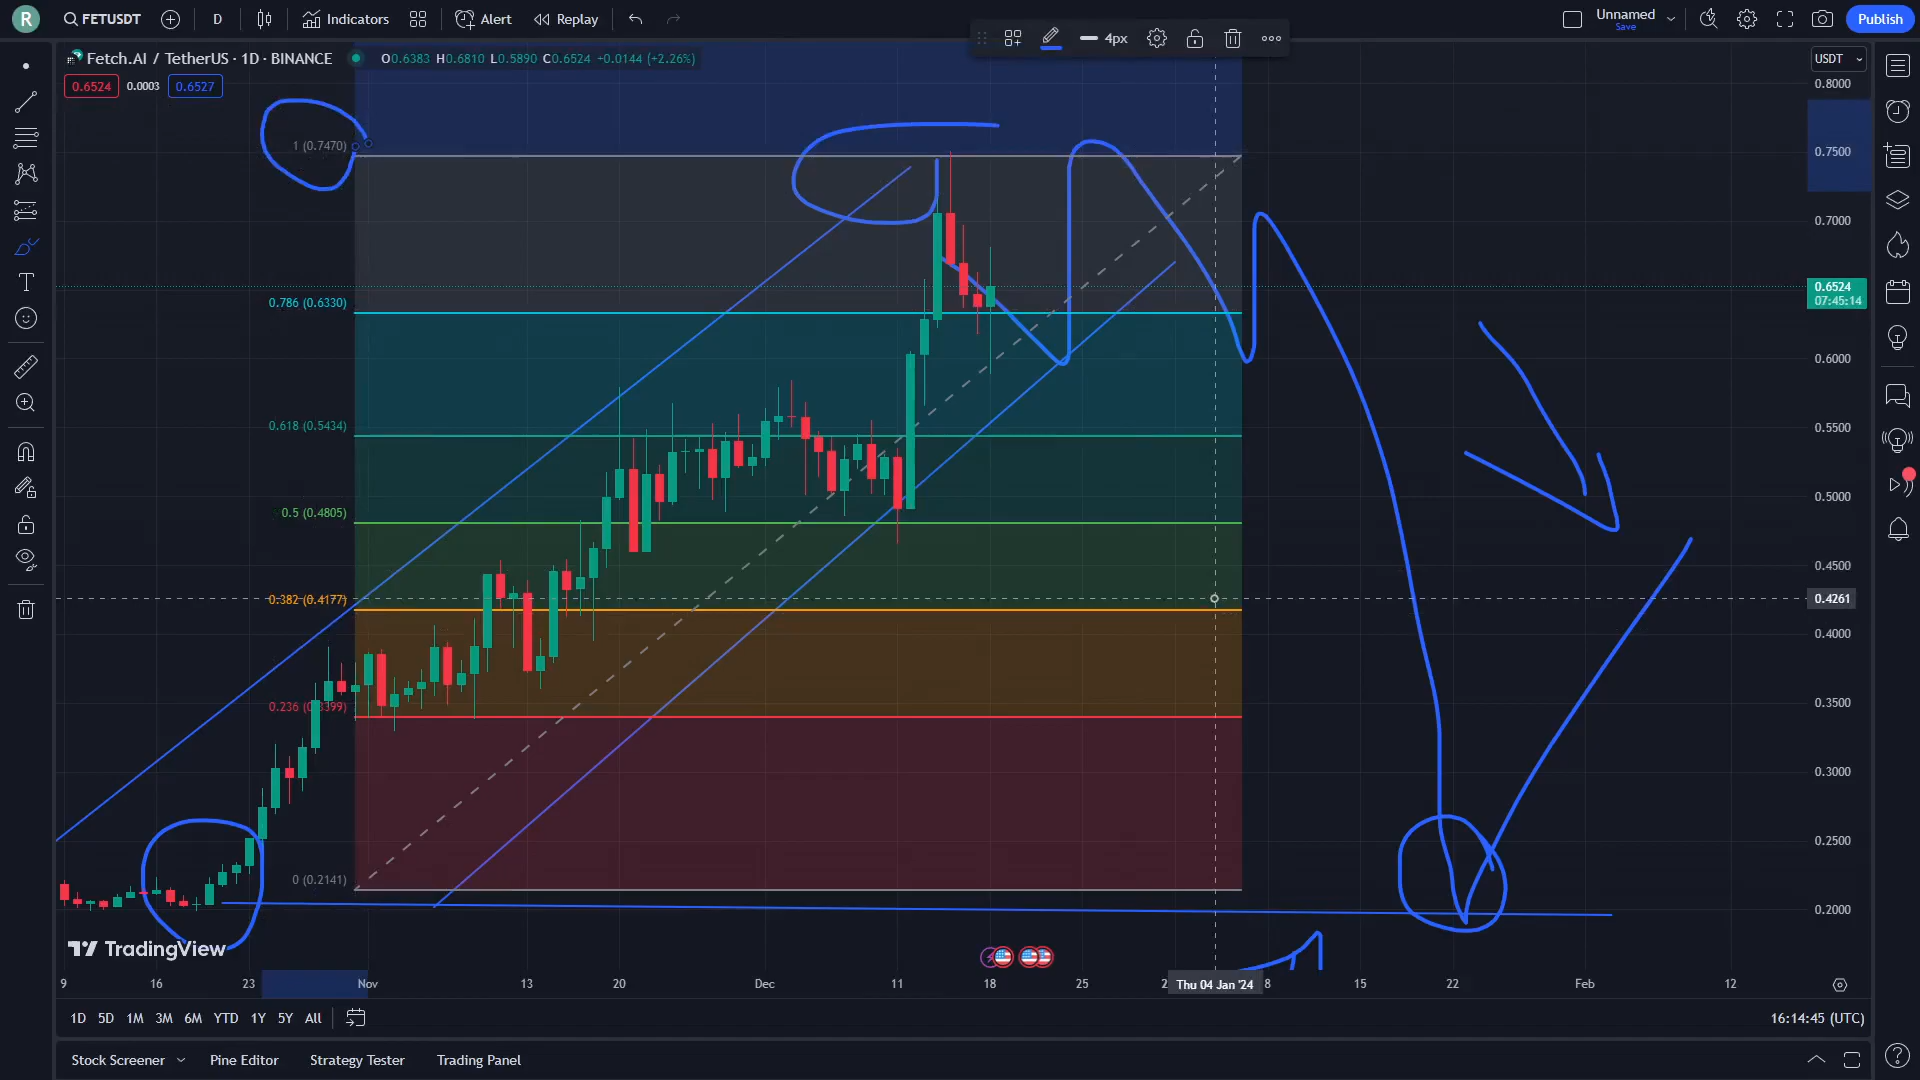 R
FETUSDT
D
Indicators
Alert
Replay
Unnamed
Save
Publish
4px
Fetch.AI / TetherUS · 1D · BINANCE
O0.6383 H0.6810 L0.5890 C0.6524 +0.0144 (+2.26%)
0.6524
0.0003
0.6527
USDT
0.8000
0.7500
0.7000
0.6524
07:45:14
0.6000
0.5500
0.5000
0.4500
0.4261
0.4000
0.3500
0.3000
0.2500
0.2000
1 (0.7470)
0.786 (0.6330)
0.618 (0.5434)
0.5 (0.4805)
0.382 (0.4177)
0.236 (0.3399)
0 (0.2141)
TradingView
9
16
23
Nov
13
20
Dec
11
18
25
Thu 04 Jan '24
8
15
22
Feb
12
1D 5D 1M 3M 6M YTD 1Y 5Y All
16:14:45 (UTC)
Stock Screener
Pine Editor
Strategy Tester
Trading Panel